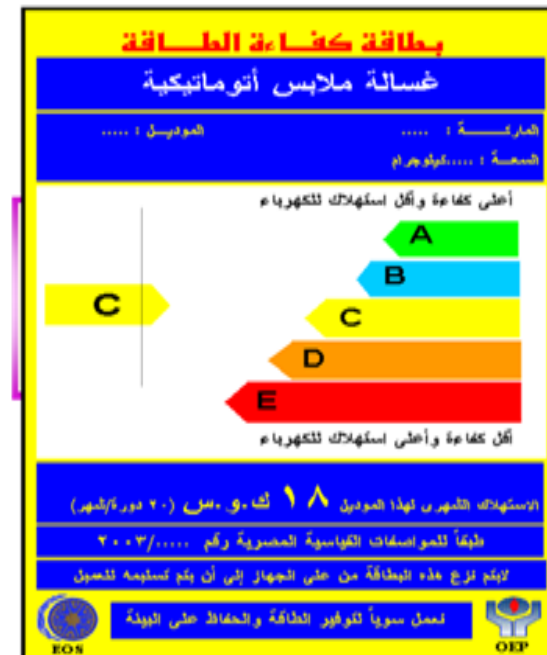 بطاقة كفاءة الطاقة
غسالة ملابس أتوماتيكية
الماركة : ..... الموديل : .....
السعة : .....كيلوجرام
أعلى كفاءة وأقل استهلاك للكهرباء
A
B
C
C
D
E
أقل كفاءة وأعلى استهلاك للكهرباء
الاستهلاك الشهرى لهذا الموديل ١٨ ك.و.س (٢٠ دورة/شهر)
طبقاً للمواصفات القياسية المصرية رقم ...../٢٠٠٣
لايتم نزع هذه البطاقة من على الجهاز إلى أن يتم تسليمه للعميل
نعمل سوياً لتوفير الطاقة والحفاظ على البيئة
EOS
OEP